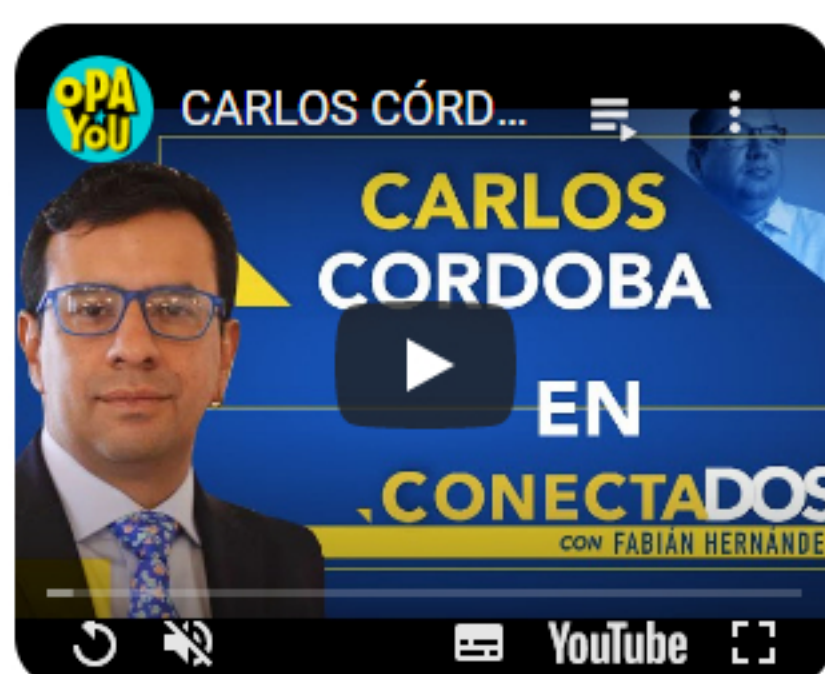 OPA
YOU
CARLOS CÓRD...
CARLOS
CORDOBA
EN
CONECTADOS
CON FABIÁN HERNÁNDE
YouTube